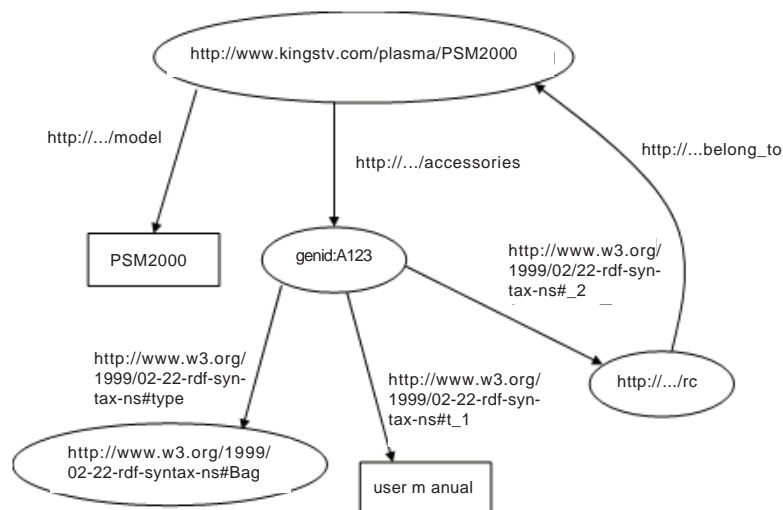 http://www.kingstv.com/plasma/PSM2000
http://.../model
http://.../accessories
http://...belong_to
PSM2000
genid:A123
http://www.w3.org/
1999/02/22-rdf-syn-
tax-ns#_2
http://www.w3.org/
1999/02-22-rdf-syn-
tax-ns#type
http://www.w3.org/
1999/02-22-rdf-syn-
tax-ns#t_1
http://.../rc
http://www.w3.org/1999/
02-22-rdf-syntax-ns#Bag
user m anual